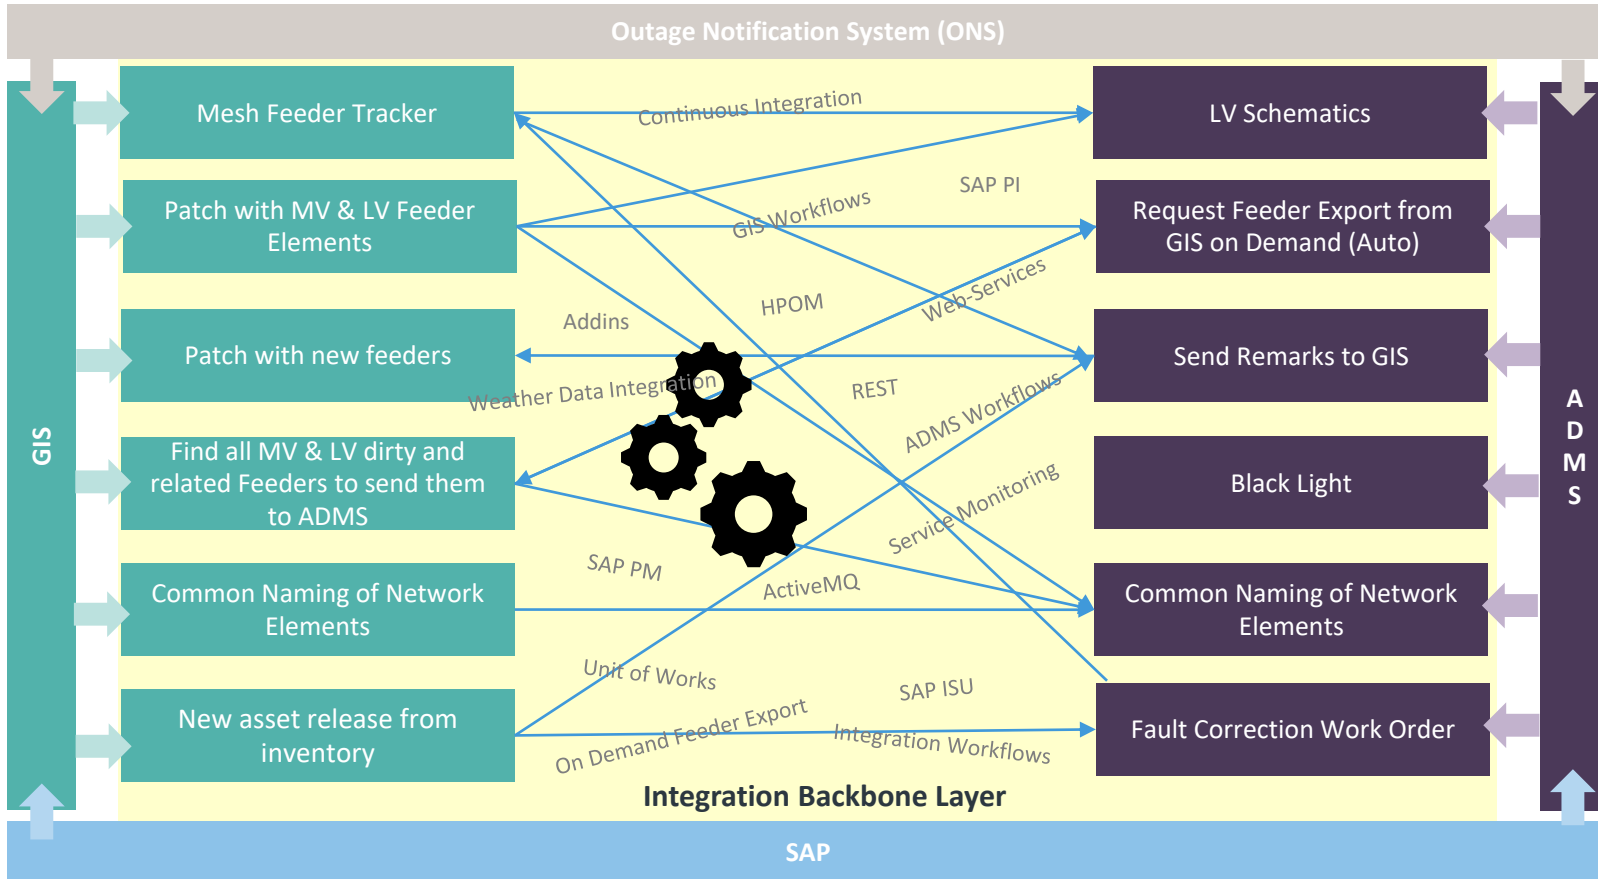 Outage Notification System (ONS)
GIS
Mesh Feeder Tracker
Patch with MV & LV Feeder
Elements
Patch with new feeders
Find all MV & LV dirty and
related Feeders to send them
to ADMS
Common Naming of Network
Elements
New asset release from
inventory
Continuous Integration
SAP PI
GIS Workflows
Web-Services
HPOM
Addins
Weather Data Integration
REST
ADMS Workflows
Service Monitoring
SAP PM
ActiveMQ
Unit of Works
SAP ISU
On Demand Feeder Export
Integration Workflows
Integration Backbone Layer
LV Schematics
Request Feeder Export from
GIS on Demand (Auto)
Send Remarks to GIS
Black Light
Common Naming of Network
Elements
Fault Correction Work Order
A
D
M
S
SAP